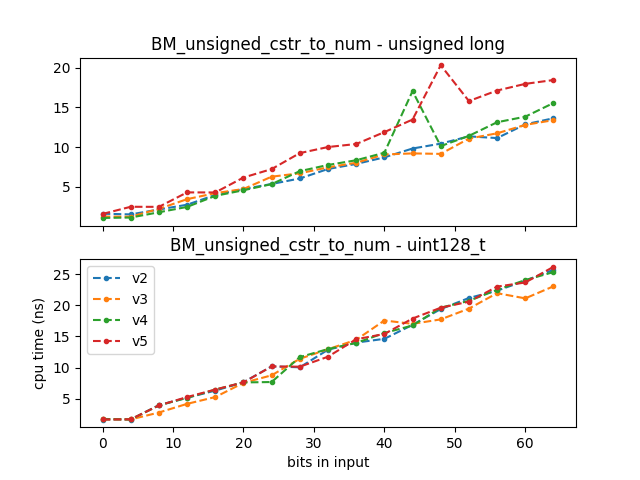 BM_unsigned_cstr_to_num - unsigned long
20
15
10
5
BM_unsigned_cstr_to_num - uint128_t
25
20
15
10
5
cpu time (ns)
v2
v3
v4
v5
0 10 20 30 40 50 60
bits in input